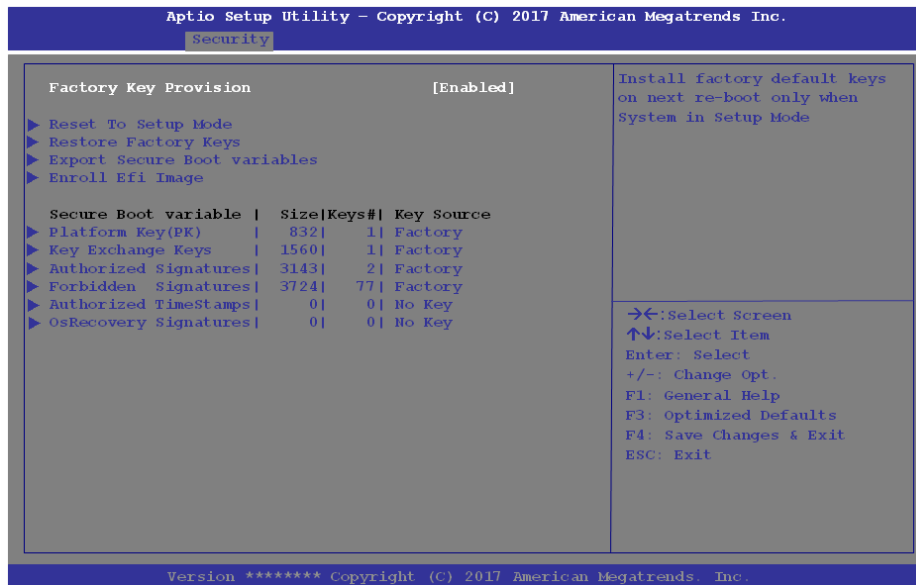 Aptio Setup Utility – Copyright (C) 2017 American Megatrends Inc.
Security
Factory Key Provision [Enabled]
▶ Reset To Setup Mode
▶ Restore Factory Keys
▶ Export Secure Boot variables
▶ Enroll Efi Image
Secure Boot variable | Size|Keys#| Key Source
▶ Platform Key(PK) | 832| 1| Factory
▶ Key Exchange Keys | 1560| 1| Factory
▶ Authorized Signatures| 3143| 2| Factory
▶ Forbidden Signatures| 3724| 77| Factory
▶ Authorized TimeStamps| 0| 0| No Key
▶ OsRecovery Signatures| 0| 0| No Key
Install factory default keys
on next re-boot only when
System in Setup Mode
→←:Select Screen
↑↓:Select Item
Enter: Select
+/-: Change Opt.
F1: General Help
F3: Optimized Defaults
F4: Save Changes & Exit
ESC: Exit
Version ******** Copyright (C) 2017 American Megatrends. Inc.